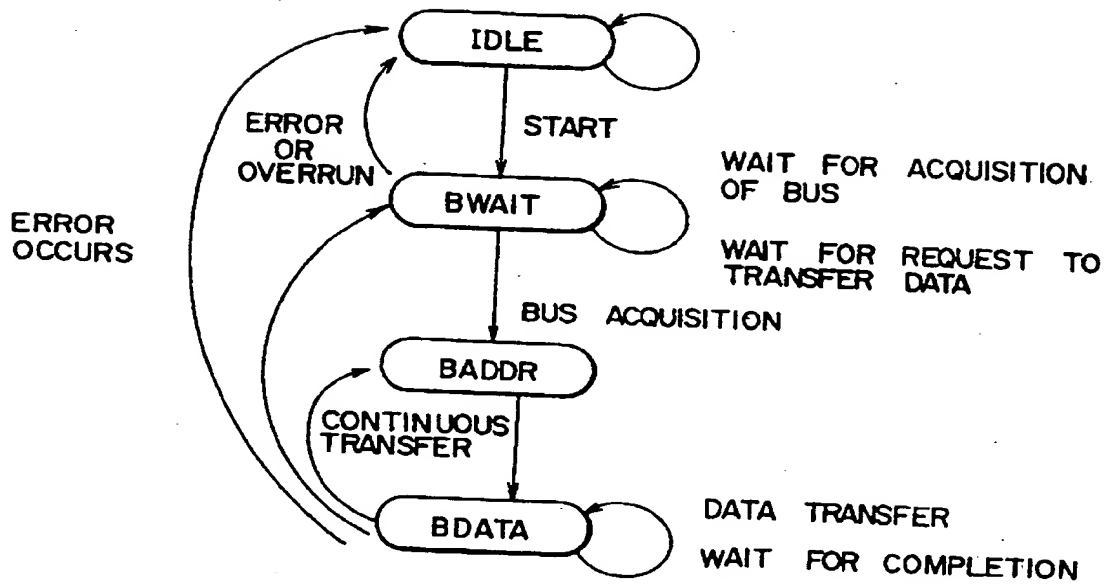 IDLE
START
ERROR
OR
OVERRUN
WAIT FOR ACQUISITION
OF BUS
BWAIT
ERROR
OCCURS
WAIT FOR REQUEST TO
TRANSFER DATA
BUS ACQUISITION
BADDR
CONTINUOUS
TRANSFER
BDATA
DATA TRANSFER
WAIT FOR COMPLETION